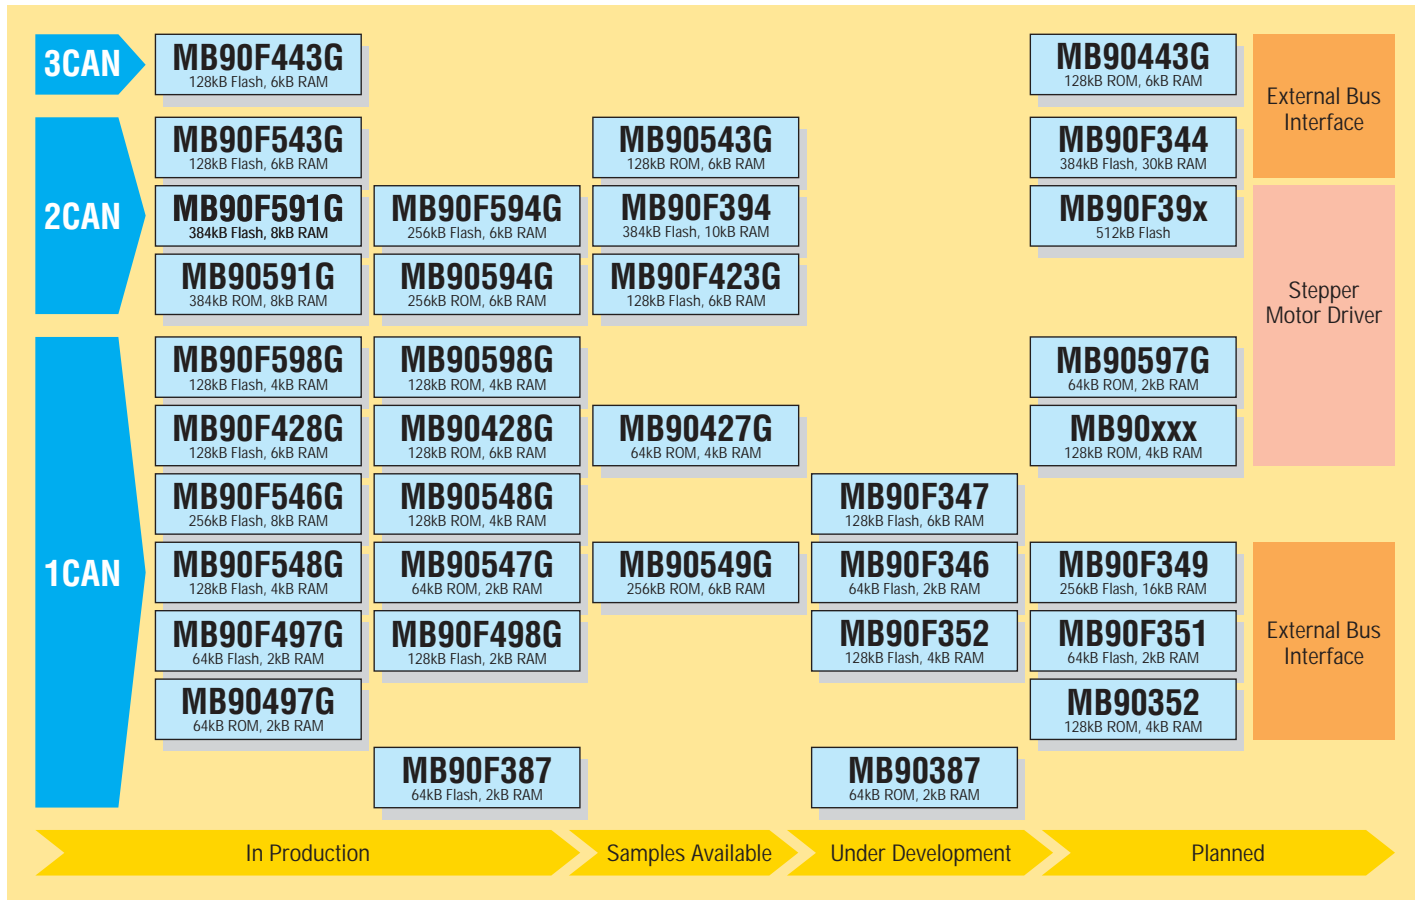 3CAN
MB90F443G
128kB Flash, 6kB RAM
MB90443G
128kB ROM, 6kB RAM
External Bus
Interface
2CAN
MB90F543G
128kB Flash, 6kB RAM
MB90543G
128kB ROM, 6kB RAM
MB90F344
384kB Flash, 30kB RAM
MB90F591G
384kB Flash, 8kB RAM
MB90F594G
256kB Flash, 6kB RAM
MB90F394
384kB Flash, 10kB RAM
MB90F39x
512kB Flash
MB90591G
384kB ROM, 8kB RAM
MB90594G
256kB ROM, 6kB RAM
MB90F423G
128kB Flash, 6kB RAM
Stepper
Motor Driver
1CAN
MB90F598G
128kB Flash, 4kB RAM
MB90598G
128kB ROM, 4kB RAM
MB90597G
64kB ROM, 2kB RAM
MB90F428G
128kB Flash, 6kB RAM
MB90428G
128kB ROM, 6kB RAM
MB90427G
64kB ROM, 4kB RAM
MB90xxx
128kB ROM, 4kB RAM
MB90F546G
256kB Flash, 8kB RAM
MB90548G
128kB ROM, 4kB RAM
MB90F347
128kB Flash, 6kB RAM
MB90F548G
128kB Flash, 4kB RAM
MB90547G
64kB ROM, 2kB RAM
MB90549G
256kB ROM, 6kB RAM
MB90F346
64kB Flash, 2kB RAM
MB90F349
256kB Flash, 16kB RAM
MB90F497G
64kB Flash, 2kB RAM
MB90F498G
128kB Flash, 2kB RAM
MB90F352
128kB Flash, 4kB RAM
MB90F351
64kB Flash, 2kB RAM
External Bus
Interface
MB90497G
64kB ROM, 2kB RAM
MB90352
128kB ROM, 4kB RAM
MB90F387
64kB Flash, 2kB RAM
MB90387
64kB ROM, 2kB RAM
In Production
Samples Available
Under Development
Planned